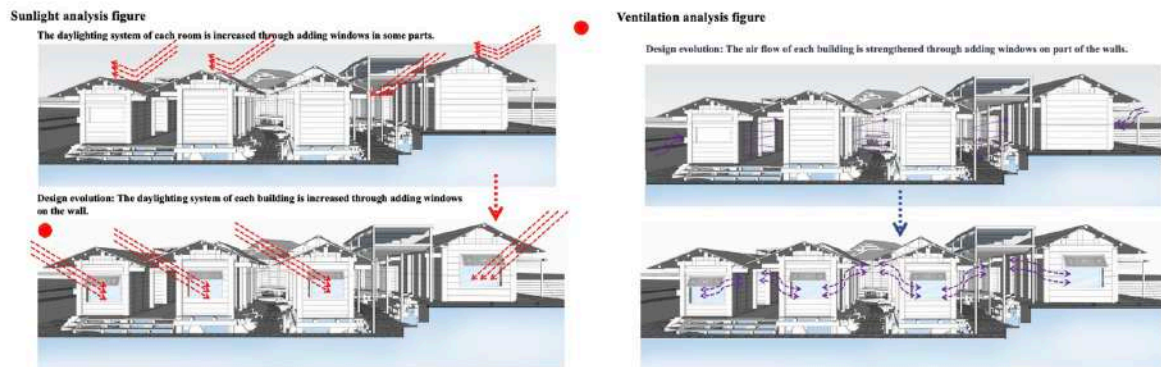 Sunlight analysis figure
The daylighting system of each room is increased through adding windows in some parts.
Design evolution: The daylighting system of each building is increased through adding windows
on the wall.
Ventilation analysis figure
Design evolution: The air flow of each building is strengthened through adding windows on part of the walls.